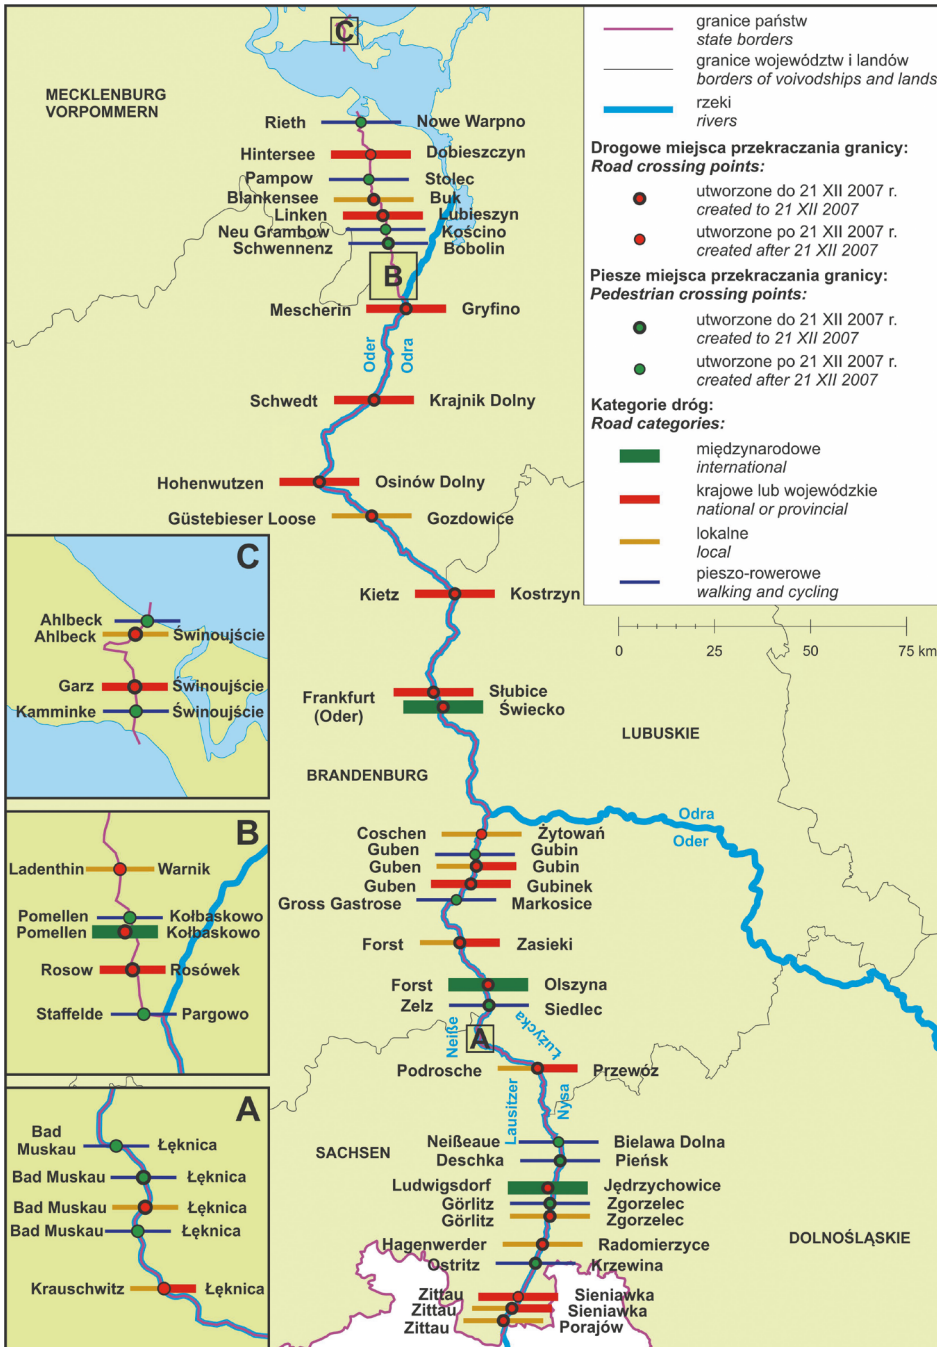 C
MECKLENBURG
VORPOMMERN
Rieth Nowe Warpno
Hintersee Dobieszczyn
Pampow Stolec
Blankensee Buk
Linken Lubieszyn
Neu Grambow Kościno
Schwennenz Bobolin
B
Mescherin Gryfino
Oder Odra
Schwedt Krajnik Dolny
Hohenwutzen Osinów Dolny
Güstebieser Loose Gozdowice
Kietz Kostrzyn
Frankfurt Słubice
(Oder) Świecko
LUBUSKIE
BRANDENBURG
Odra
Oder
Coschen Żytowań
Guben Gubin
Guben Gubin
Guben Gubinek
Gross Gastrose Markosice
Forst Zasieki
Forst Olszyna
Zelz Siedlec
Neiße Łużycka
A
Podrosche Przewóz
Lausitzer Nysa
SACHSEN
Neißeaue Bielawa Dolna
Deschka Pieńsk
Ludwigsdorf Jędrzychowice
Görlitz Zgorzelec
Görlitz Zgorzelec
DOLNOŚLĄSKIE
Hagenwerder Radomierzyce
Ostritz Krzewina
Zittau Sieniawka
Zittau Sieniawka
Zittau Porajów
granice państw
state borders
granice województw i landów
borders of voivodships and lands
rzeki
rivers
Drogowe miejsca przekraczania granicy:
Road crossing points:
utworzone do 21 XII 2007 r.
created to 21 XII 2007
utworzone po 21 XII 2007 r.
created after 21 XII 2007
Piesze miejsca przekraczania granicy:
Pedestrian crossing points:
utworzone do 21 XII 2007 r.
created to 21 XII 2007
utworzone po 21 XII 2007 r.
created after 21 XII 2007
Kategorie dróg:
Road categories:
międzynarodowe
international
krajowe lub wojewódzkie
national or provincial
lokalne
local
pieszo-rowerowe
walking and cycling
0 25 50 75 km
C
Ahlbeck
Ahlbeck Świnoujście
Garz Świnoujście
Kamminke Świnoujście
B
Ladenthin Warnik
Pomellen Kołbaskowo
Pomellen Kołbaskowo
Rosow Rosówek
Staffelde Pargowo
A
Bad
Muskau Łęknica
Bad Muskau Łęknica
Bad Muskau Łęknica
Bad Muskau Łęknica
Krauschwitz Łęknica